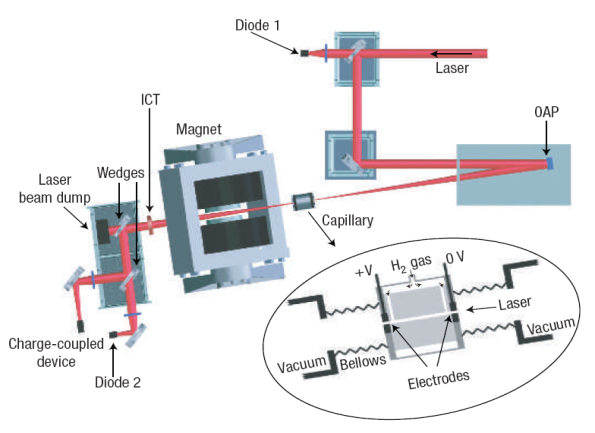 Diode 1
Laser
ICT
OAP
Magnet
Laser
beam dump
Wedges
Capillary
+V
H2 gas
0 V
Laser
Vacuum
Charge-coupled
device
Diode 2
Vacuum
Bellows
Electrodes